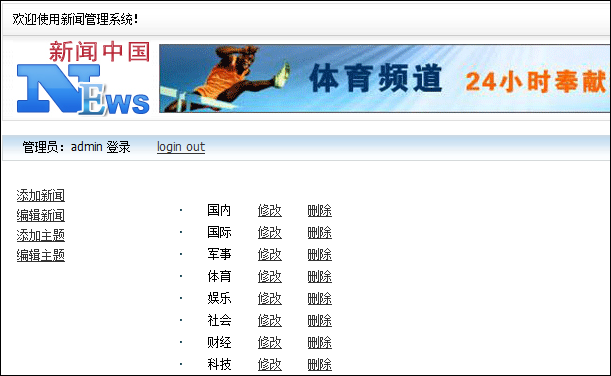 欢迎使用新闻管理系统!
新闻中国
NEws
体育频道 24小时奉献
管理员：admin 登录 login out
添加新闻
编辑新闻
添加主题
编辑主题
· 国内 修改 删除
· 国际 修改 删除
· 军事 修改 删除
· 体育 修改 删除
· 娱乐 修改 删除
· 社会 修改 删除
· 财经 修改 删除
· 科技 修改 删除